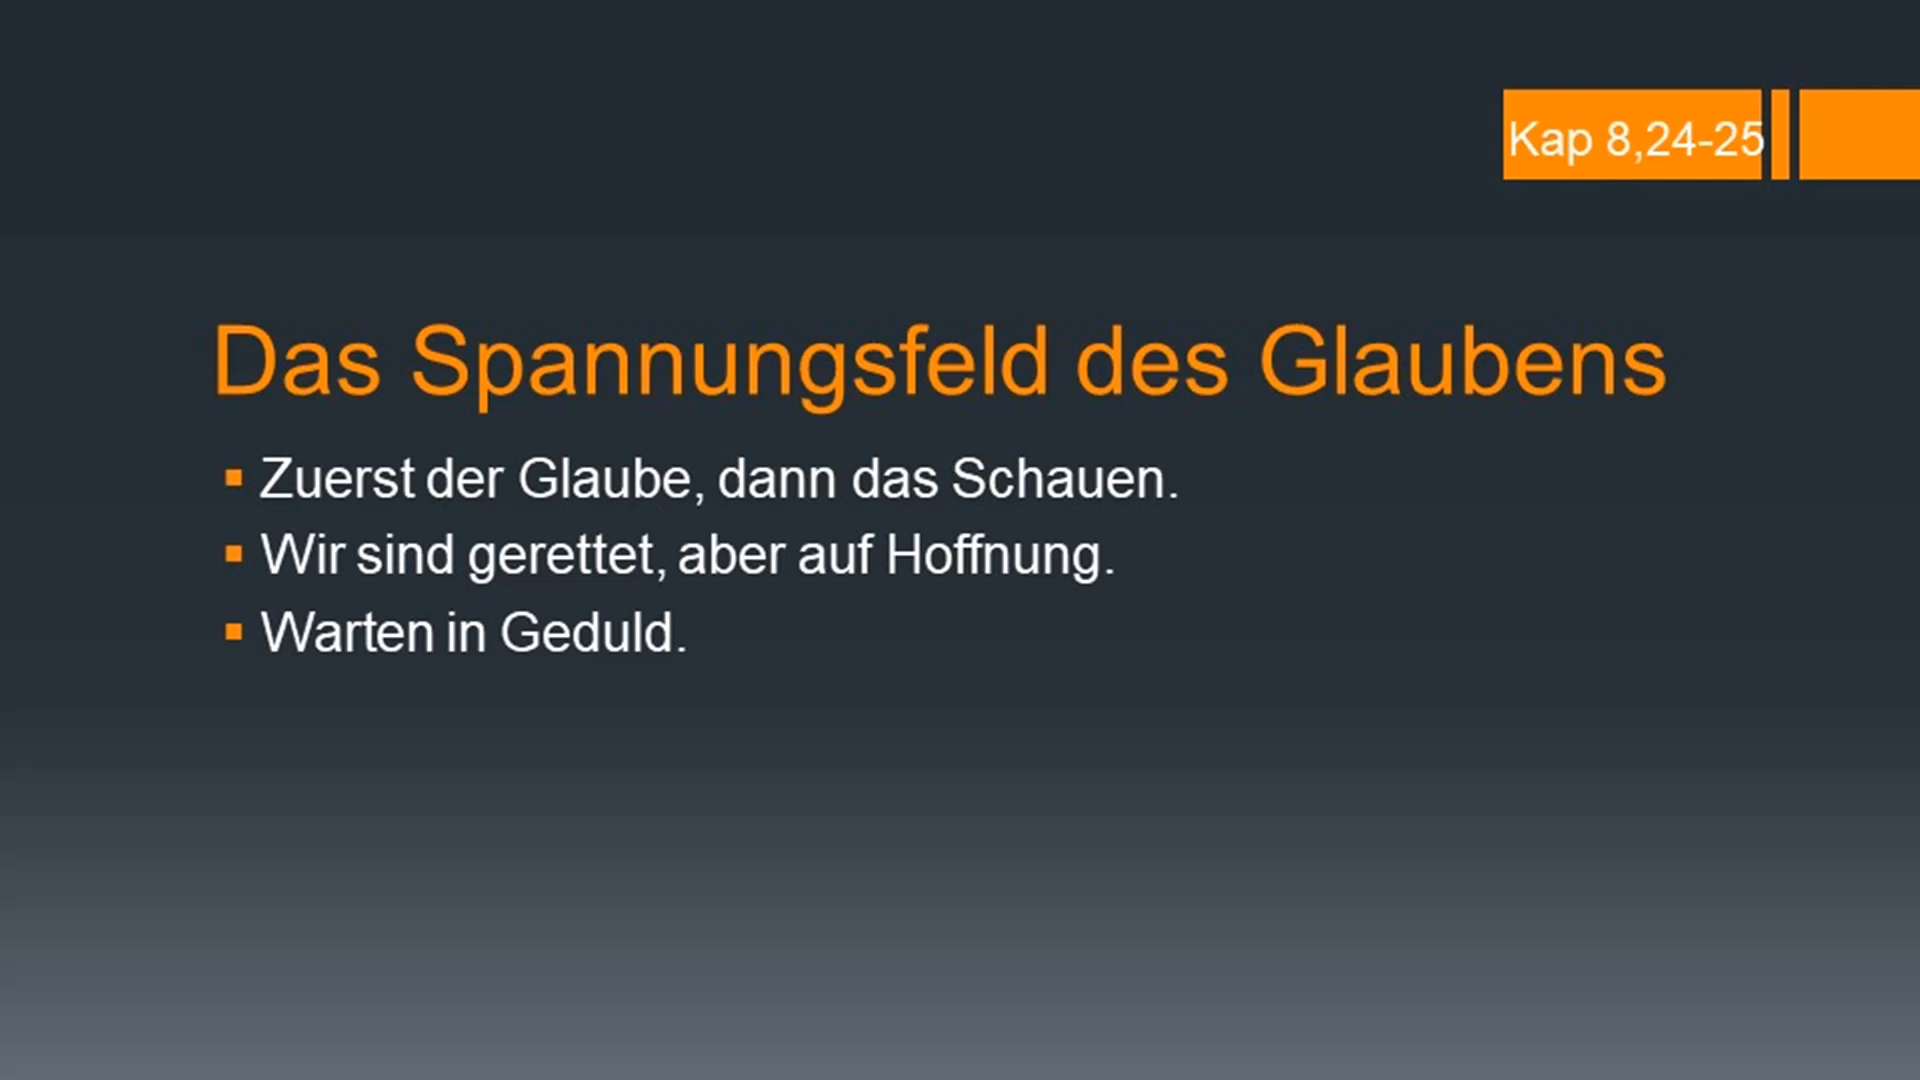 Kap 8,24-25
Das Spannungsfeld des Glaubens
Zuerst der Glaube, dann das Schauen.
Wir sind gerettet, aber auf Hoffnung.
Warten in Geduld.